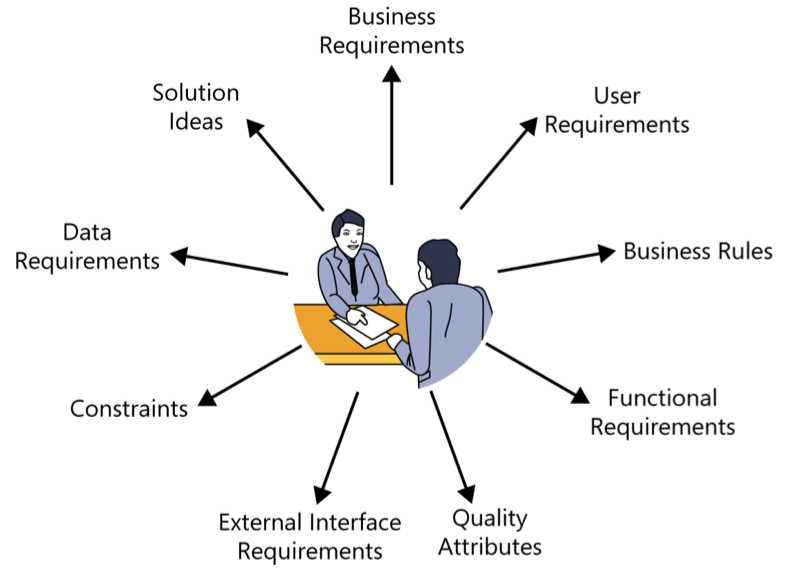 Business
Requirements
Solution
Ideas
User
Requirements
Data
Requirements
Business Rules
Constraints
Functional
Requirements
External Interface
Requirements
Quality
Attributes